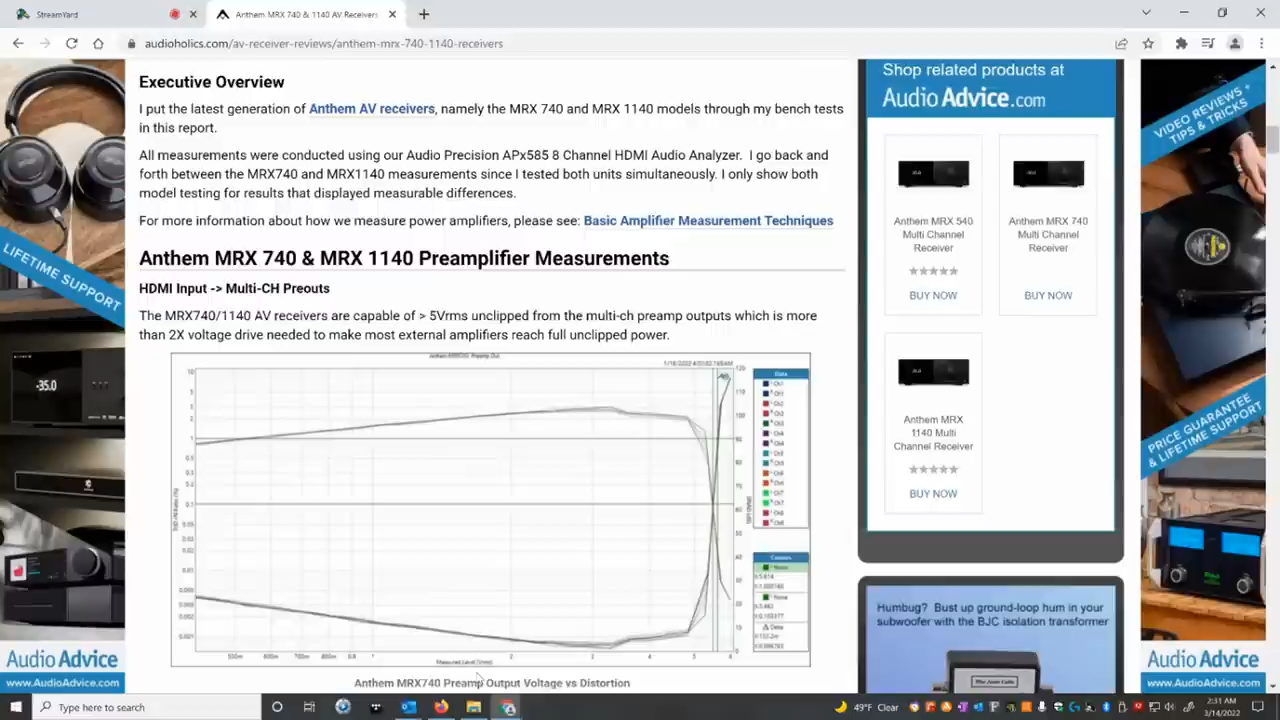 StreamYard
Anthem MRX 740 & 1140 AV Receivers
audioholics.com/av-receiver-reviews/anthem-mrx-740-1140-receivers
Executive Overview
I put the latest generation of Anthem AV receivers, namely the MRX 740 and MRX 1140 models through my bench tests
in this report.
All measurements were conducted using our Audio Precision APx585 8 Channel HDMI Audio Analyzer. I go back and
forth between the MRX740 and MRX1140 measurements since I tested both units simultaneously. I only show both
model testing for results that displayed measurable differences.
For more information about how we measure power amplifiers, please see: Basic Amplifier Measurement Techniques
Anthem MRX 740 & MRX 1140 Preamplifier Measurements
HDMI Input -> Multi-CH Preouts
The MRX740/1140 AV receivers are capable of > 5Vrms unclipped from the multi-ch preamp outputs which is more
than 2X voltage drive needed to make most external amplifiers reach full unclipped power.
Data
Measured Level (Vrms)
Anthem MRX740 Preamp Output Voltage vs Distortion
LIFETIME SUPPORT
-35.0
AudioAdvice
www.AudioAdvice.com
Shop related products at
AudioAdvice.com
Anthem MRX 540
Multi Channel
Receiver
BUY NOW
Anthem MRX 740
Multi Channel
Receiver
BUY NOW
Anthem MRX
1140 Multi
Channel Receiver
BUY NOW
Humbug? Bust up ground-loop hum in your
subwoofer with the BJC isolation transformer
VIDEO REVIEWS +
TIPS & TRICKS
PRICE GUARANTEE
& LIFETIME SUPPORT
AudioAdvice
www.AudioAdvice.com
Type here to search
49°F Clear
2:31 AM
3/14/2022